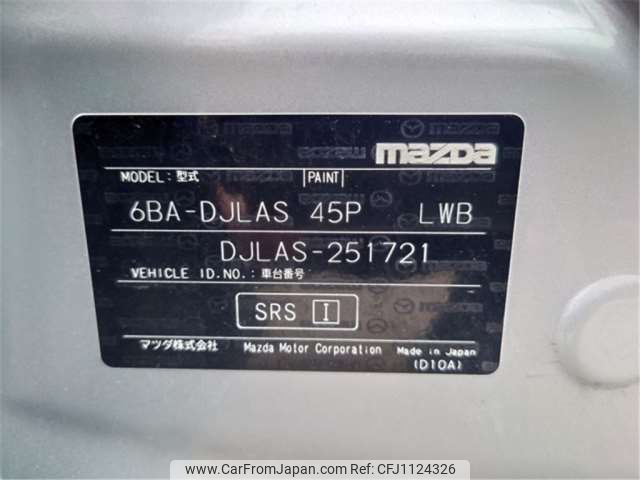 mazda
MODEL: 型式 |PAINT|
6BA-DJLAS 45P LWB
DJLAS-251721
VEHICLE I.D.NO.: 車台番号
SRS I
マツダ株式会社 Mazda Motor Corporation Made in Japan
(D10A)
www.CarFromJapan.com - Photo ID: CFJ1124326